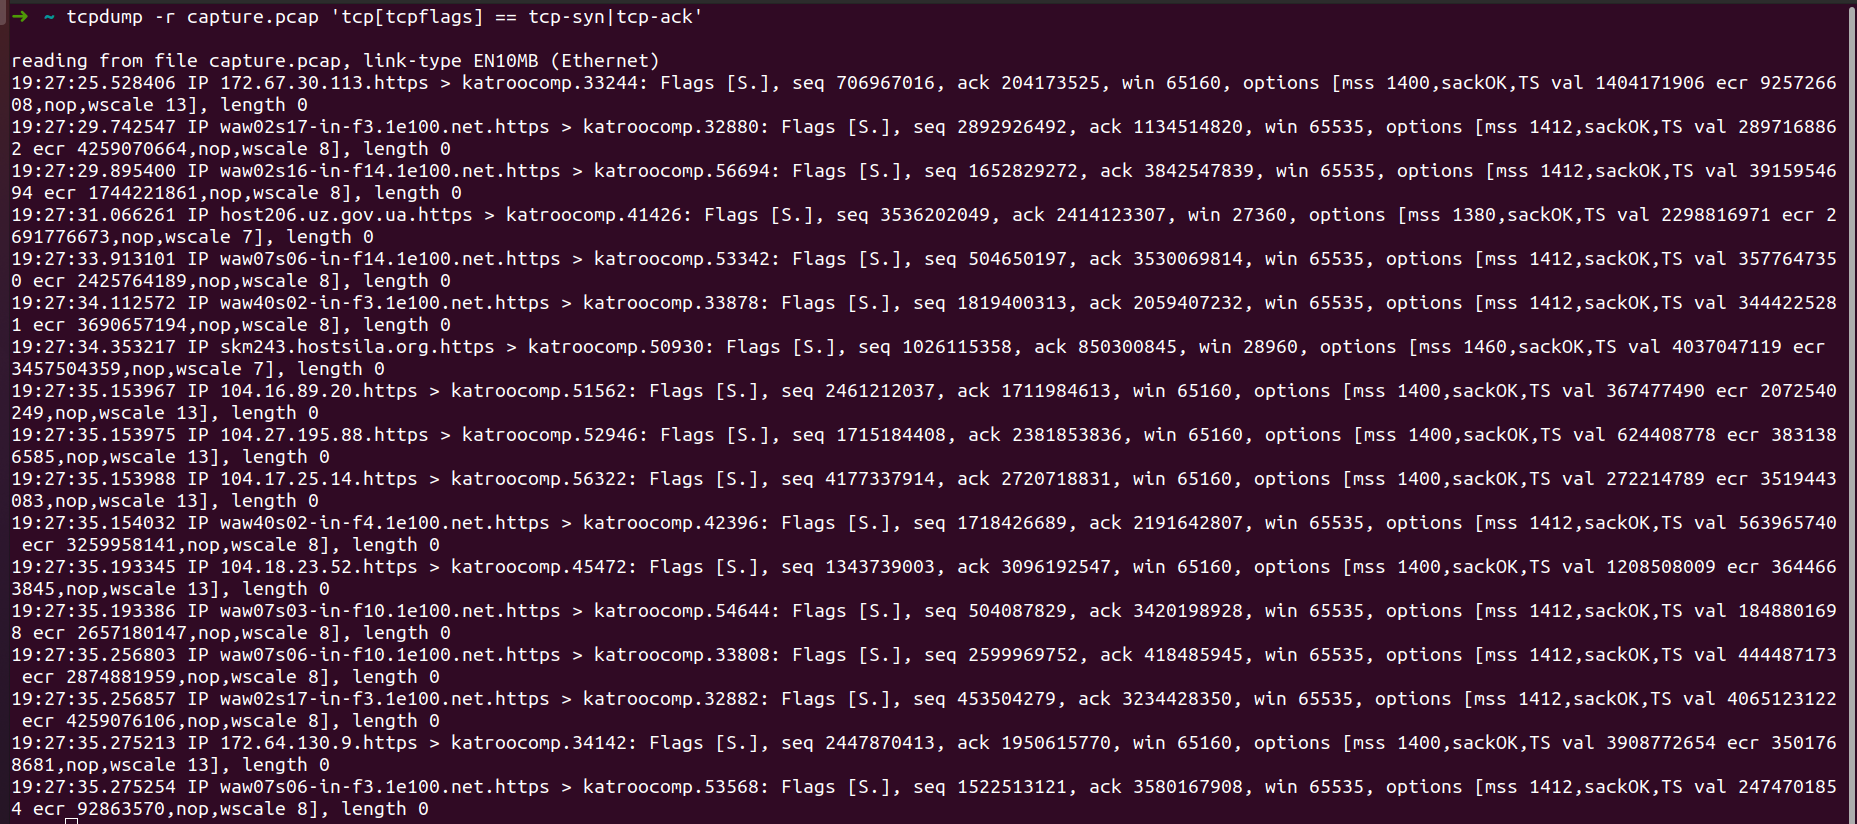 ➜  ~ tcpdump -r capture.pcap 'tcp[tcpflags] == tcp-syn|tcp-ack'
reading from file capture.pcap, link-type EN10MB (Ethernet)
19:27:25.528406 IP 172.67.30.113.https > katroocomp.33244: Flags [S.], seq 706967016, ack 204173525, win 65160, options [mss 1400,sackOK,TS val 1404171906 ecr 9257266
08,nop,wscale 13], length 0
19:27:29.742547 IP waw02s17-in-f3.1e100.net.https > katroocomp.32880: Flags [S.], seq 2892926492, ack 1134514820, win 65535, options [mss 1412,sackOK,TS val 289716886
2 ecr 4259070664,nop,wscale 8], length 0
19:27:29.895400 IP waw02s16-in-f14.1e100.net.https > katroocomp.56694: Flags [S.], seq 1652829272, ack 3842547839, win 65535, options [mss 1412,sackOK,TS val 39159546
94 ecr 1744221861,nop,wscale 8], length 0
19:27:31.066261 IP host206.uz.gov.ua.https > katroocomp.41426: Flags [S.], seq 3536202049, ack 2414123307, win 27360, options [mss 1380,sackOK,TS val 2298816971 ecr 2
691776673,nop,wscale 7], length 0
19:27:33.913101 IP waw07s06-in-f14.1e100.net.https > katroocomp.53342: Flags [S.], seq 504650197, ack 3530069814, win 65535, options [mss 1412,sackOK,TS val 357764735
0 ecr 2425764189,nop,wscale 8], length 0
19:27:34.112572 IP waw40s02-in-f3.1e100.net.https > katroocomp.33878: Flags [S.], seq 1819400313, ack 2059407232, win 65535, options [mss 1412,sackOK,TS val 344422528
1 ecr 3690657194,nop,wscale 8], length 0
19:27:34.353217 IP skm243.hostsila.org.https > katroocomp.50930: Flags [S.], seq 1026115358, ack 850300845, win 28960, options [mss 1460,sackOK,TS val 4037047119 ecr
3457504359,nop,wscale 7], length 0
19:27:35.153967 IP 104.16.89.20.https > katroocomp.51562: Flags [S.], seq 2461212037, ack 1711984613, win 65160, options [mss 1400,sackOK,TS val 367477490 ecr 2072540
249,nop,wscale 13], length 0
19:27:35.153975 IP 104.27.195.88.https > katroocomp.52946: Flags [S.], seq 1715184408, ack 2381853836, win 65160, options [mss 1400,sackOK,TS val 624408778 ecr 383138
6585,nop,wscale 13], length 0
19:27:35.153988 IP 104.17.25.14.https > katroocomp.56322: Flags [S.], seq 4177337914, ack 2720718831, win 65160, options [mss 1400,sackOK,TS val 272214789 ecr 3519443
083,nop,wscale 13], length 0
19:27:35.154032 IP waw40s02-in-f4.1e100.net.https > katroocomp.42396: Flags [S.], seq 1718426689, ack 2191642807, win 65535, options [mss 1412,sackOK,TS val 563965740
 ecr 3259958141,nop,wscale 8], length 0
19:27:35.193345 IP 104.18.23.52.https > katroocomp.45472: Flags [S.], seq 1343739003, ack 3096192547, win 65160, options [mss 1400,sackOK,TS val 1208508009 ecr 364466
3845,nop,wscale 13], length 0
19:27:35.193386 IP waw07s03-in-f10.1e100.net.https > katroocomp.54644: Flags [S.], seq 504087829, ack 3420198928, win 65535, options [mss 1412,sackOK,TS val 184880169
8 ecr 2657180147,nop,wscale 8], length 0
19:27:35.256803 IP waw07s06-in-f10.1e100.net.https > katroocomp.33808: Flags [S.], seq 2599969752, ack 418485945, win 65535, options [mss 1412,sackOK,TS val 444487173
 ecr 2874881959,nop,wscale 8], length 0
19:27:35.256857 IP waw02s17-in-f3.1e100.net.https > katroocomp.32882: Flags [S.], seq 453504279, ack 3234428350, win 65535, options [mss 1412,sackOK,TS val 4065123122
 ecr 4259076106,nop,wscale 8], length 0
19:27:35.275213 IP 172.64.130.9.https > katroocomp.34142: Flags [S.], seq 2447870413, ack 1950615770, win 65160, options [mss 1400,sackOK,TS val 3908772654 ecr 350176
8681,nop,wscale 13], length 0
19:27:35.275254 IP waw07s06-in-f3.1e100.net.https > katroocomp.53568: Flags [S.], seq 1522513121, ack 3580167908, win 65535, options [mss 1412,sackOK,TS val 247470185
4 ecr 92863570,nop,wscale 8], length 0